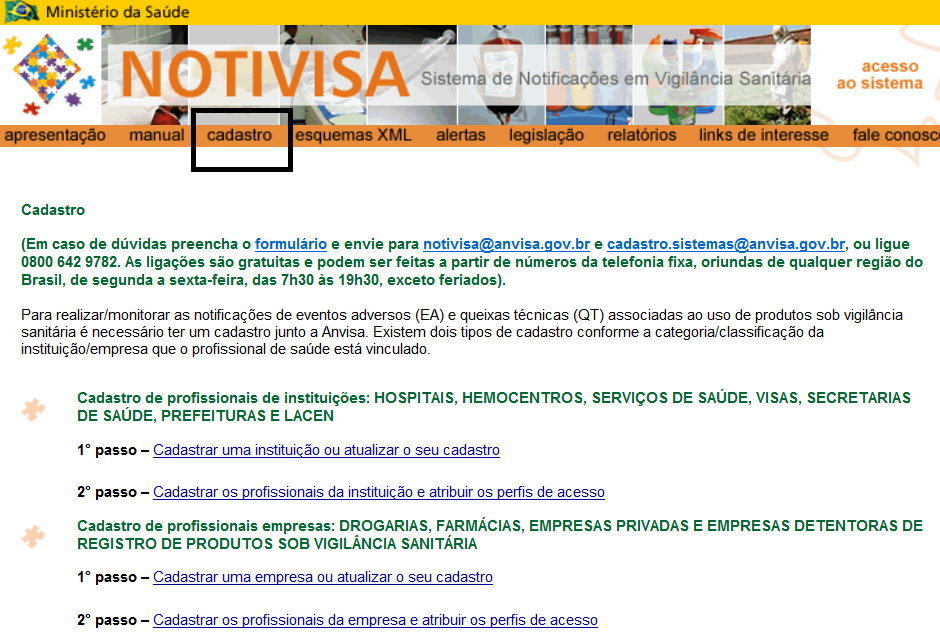 Ministério da Saúde
NOTIVISA
Sistema de Notificações em Vigilância Sanitária
acesso
ao sistema
apresentação manual cadastro esquemas XML alertas legislação relatórios links de interesse fale conosco
Cadastro
(Em caso de dúvidas preencha o formulário e envie para notivisa@anvisa.gov.br e cadastro.sistemas@anvisa.gov.br, ou ligue
0800 642 9782. As ligações são gratuitas e podem ser feitas a partir de números da telefonia fixa, oriundas de qualquer região do
Brasil, de segunda a sexta-feira, das 7h30 às 19h30, exceto feriados).
Para realizar/monitorar as notificações de eventos adversos (EA) e queixas técnicas (QT) associadas ao uso de produtos sob vigilância
sanitária é necessário ter um cadastro junto a Anvisa. Existem dois tipos de cadastro conforme a categoria/classificação da
instituição/empresa que o profissional de saúde está vinculado.
Cadastro de profissionais de instituições: HOSPITAIS, HEMOCENTROS, SERVIÇOS DE SAÚDE, VISAS, SECRETARIAS
DE SAÚDE, PREFEITURAS E LACEN
1° passo – Cadastrar uma instituição ou atualizar o seu cadastro
2° passo – Cadastrar os profissionais da instituição e atribuir os perfis de acesso
Cadastro de profissionais empresas: DROGARIAS, FARMÁCIAS, EMPRESAS PRIVADAS E EMPRESAS DETENTORAS DE
REGISTRO DE PRODUTOS SOB VIGILÂNCIA SANITÁRIA
1° passo – Cadastrar uma empresa ou atualizar o seu cadastro
2° passo – Cadastrar os profissionais da empresa e atribuir os perfis de acesso